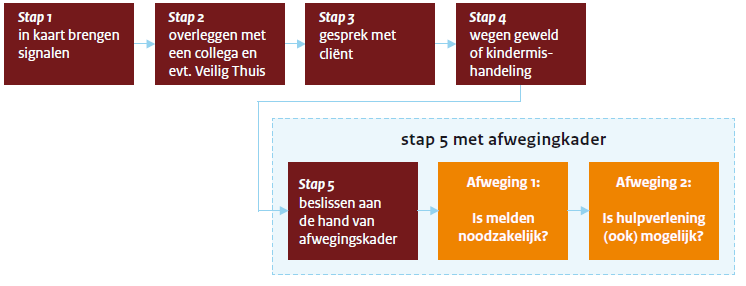 Stap 1
in kaart brengen
signalen
Stap 2
overleggen met
een collega en
evt. Veilig Thuis
Stap 3
gesprek met
cliënt
Stap 4
wegen geweld
of kindermis-
handeling
stap 5 met afwegingkader
Stap 5
beslissen aan
de hand van
afwegingskader
Afweging 1:
Is melden
noodzakelijk?
Afweging 2:
Is hulpverlening
(ook) mogelijk?